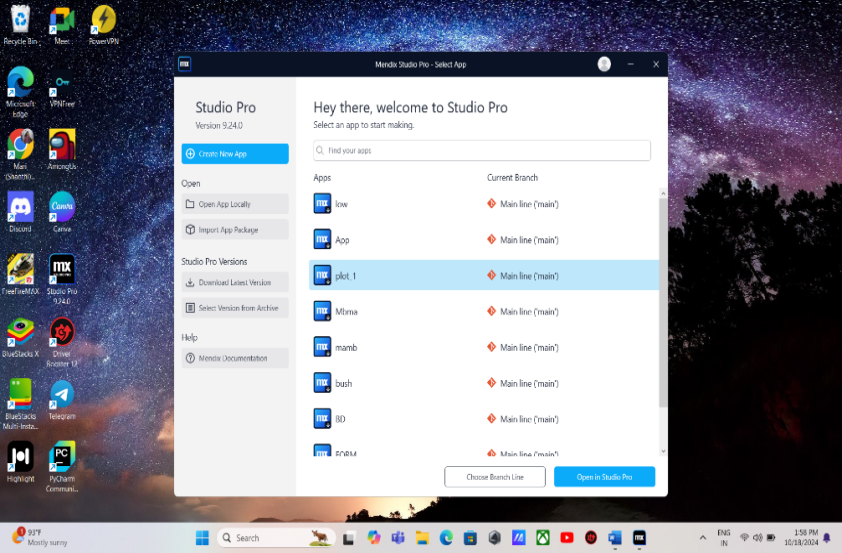 Recycle Bin
Meet
PowerVPN
Microsoft
Edge
VPNTree
Mari
(Shanthi)...
AmongUs
Discord
Canva
FreeFireMAX
Studio Pro
9.24.0
BlueStacks X
Driver
Booster 12
BlueStacks
Multi-Insta...
Telegram
Highlight
PyCharm
Communi...
mx
Mendix Studio Pro - Select App
Studio Pro
Version 9.24.0
Create New App
Open
Open App Locally
Import App Package
Studio Pro Versions
Download Latest Version
Select Version from Archive
Help
Mendix Documentation
Hey there, welcome to Studio Pro
Select an app to start making.
Find your apps
Apps Current Branch
low Main line ('main')
App Main line ('main')
plot_1 Main line ('main')
Mbma Main line ('main')
mamb Main line ('main')
bush Main line ('main')
BD Main line ('main')
FORM Main line ('main')
Choose Branch Line
Open in Studio Pro
1
93°F
Mostly sunny
Search
ENG
IN
1:58 PM
10/18/2024